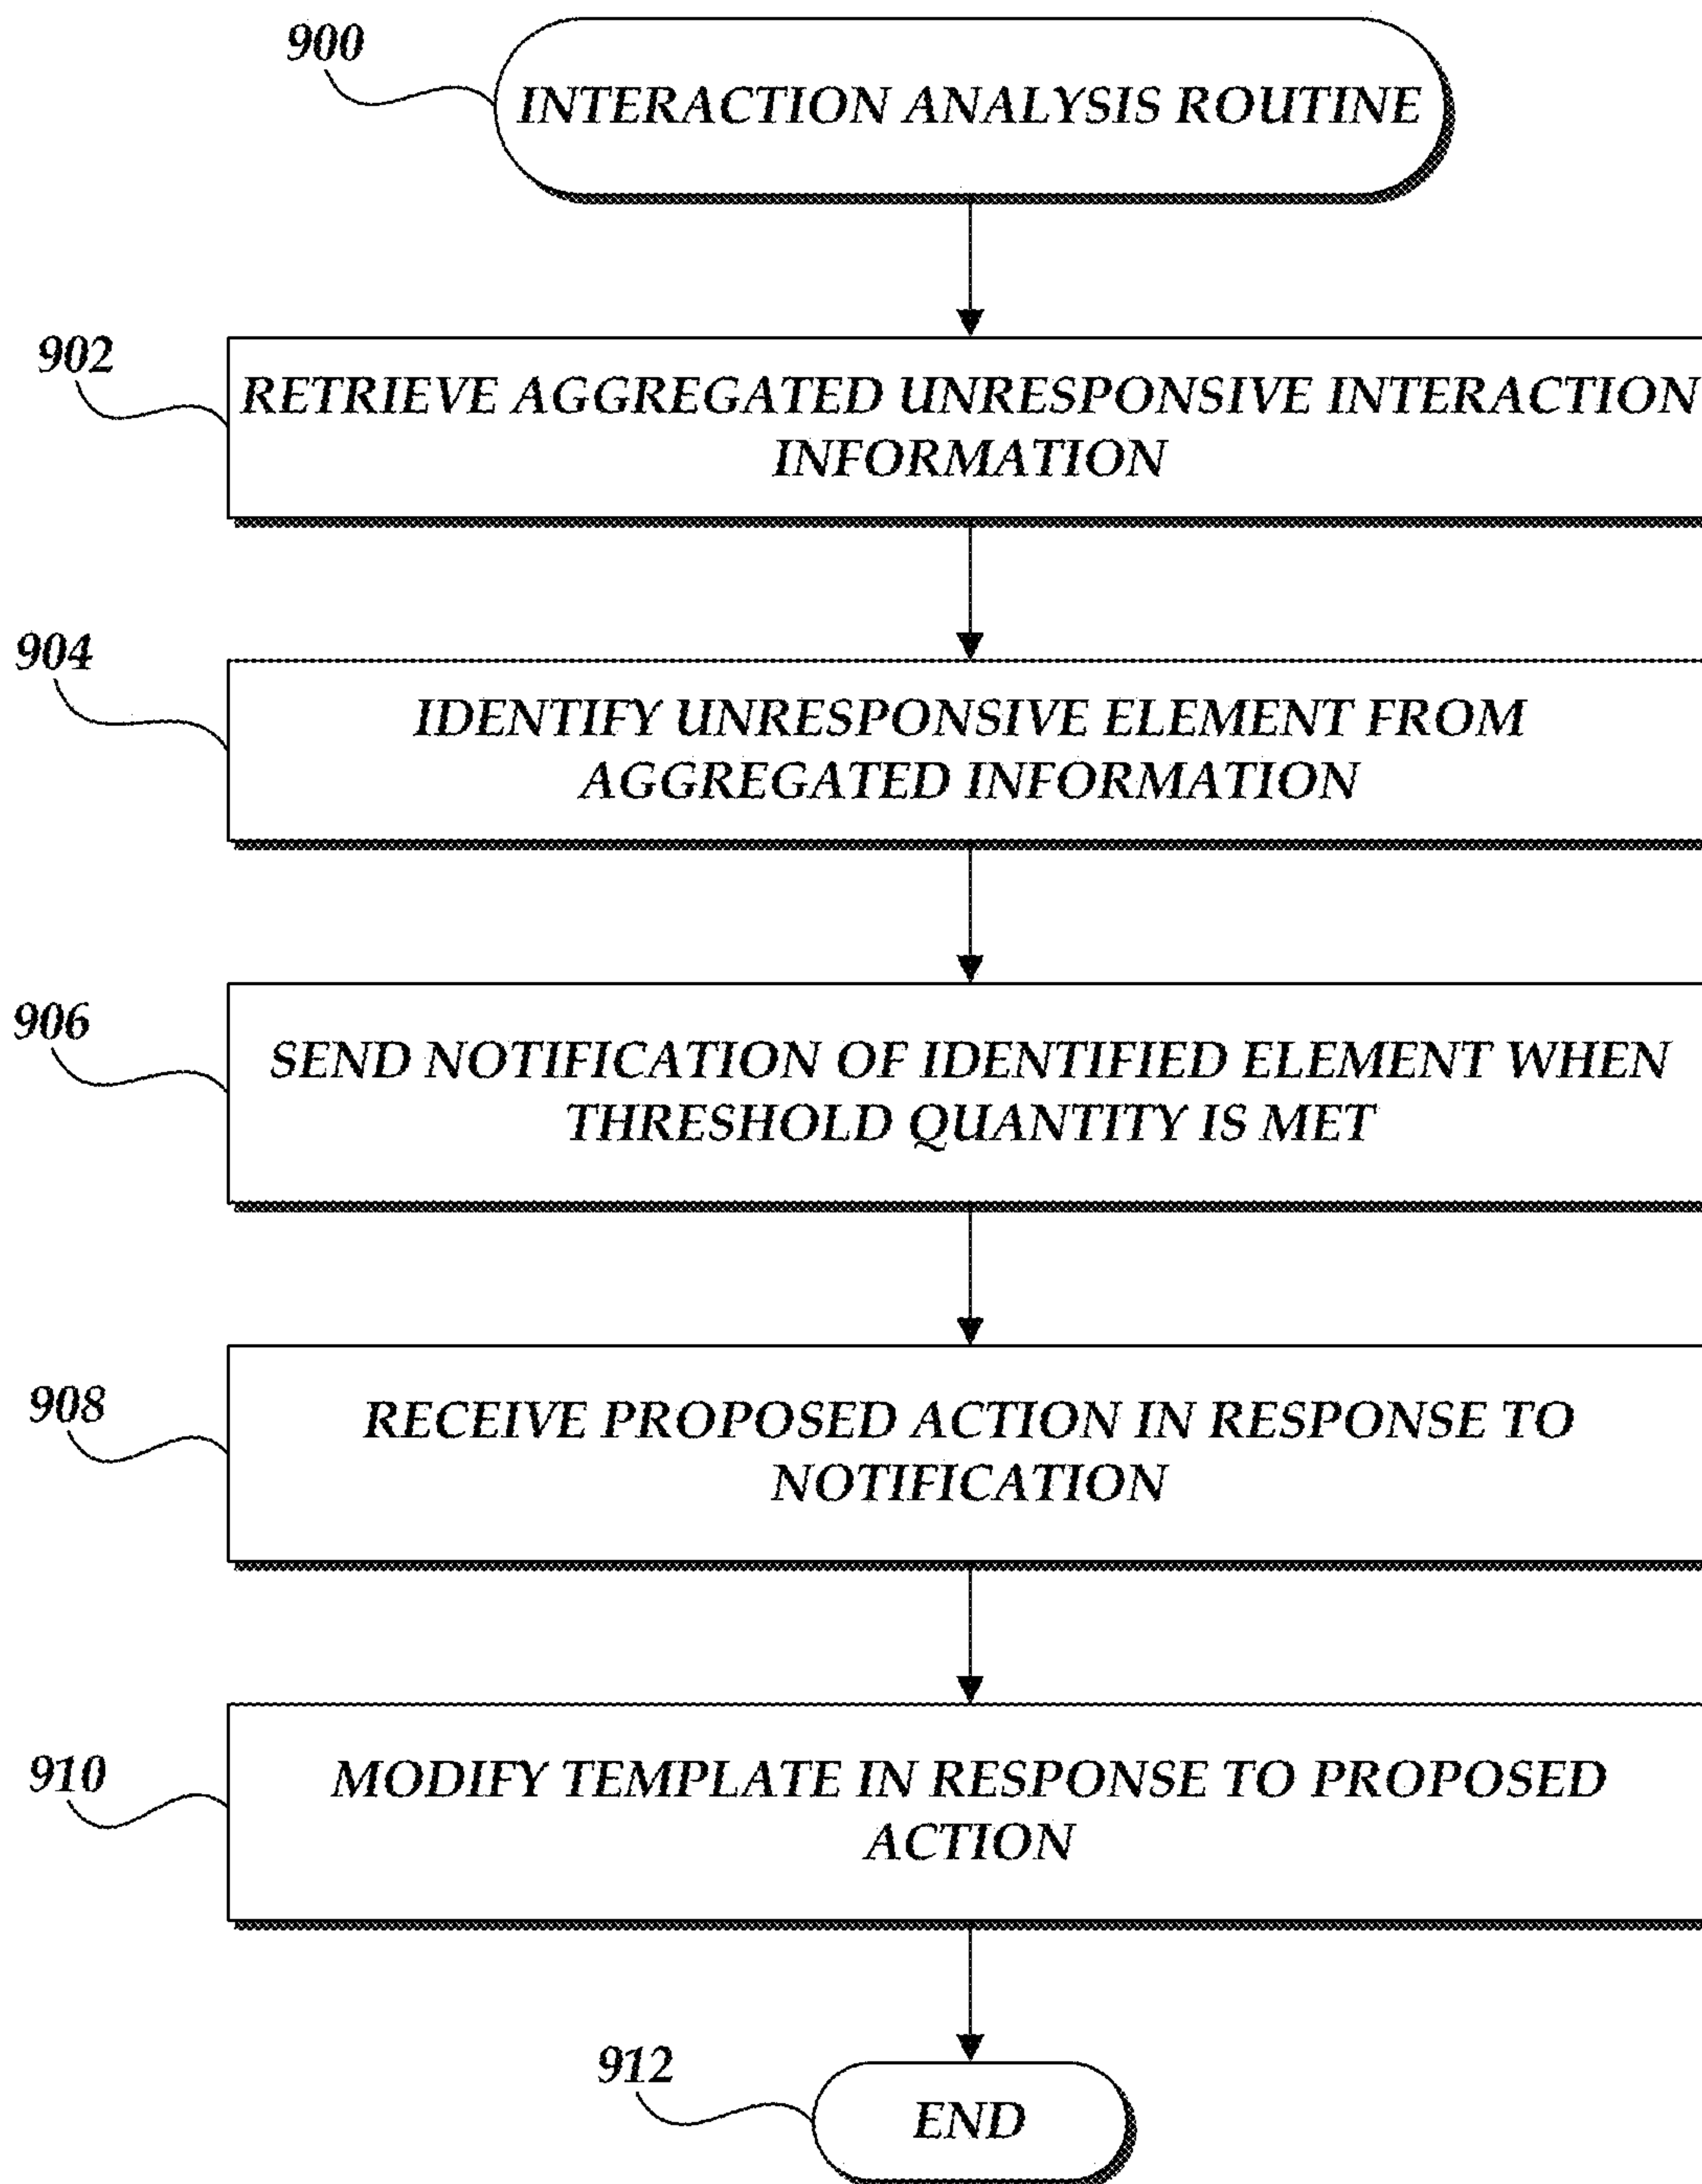 900
INTERACTION ANALYSIS ROUTINE
902
RETRIEVE AGGREGATED UNRESPONSIVE INTERACTION
INFORMATION
904
IDENTIFY UNRESPONSIVE ELEMENT FROM
AGGREGATED INFORMATION
906
SEND NOTIFICATION OF IDENTIFIED ELEMENT WHEN
THRESHOLD QUANTITY IS MET
908
RECEIVE PROPOSED ACTION IN RESPONSE TO
NOTIFICATION
910
MODIFY TEMPLATE IN RESPONSE TO PROPOSED
ACTION
912
END